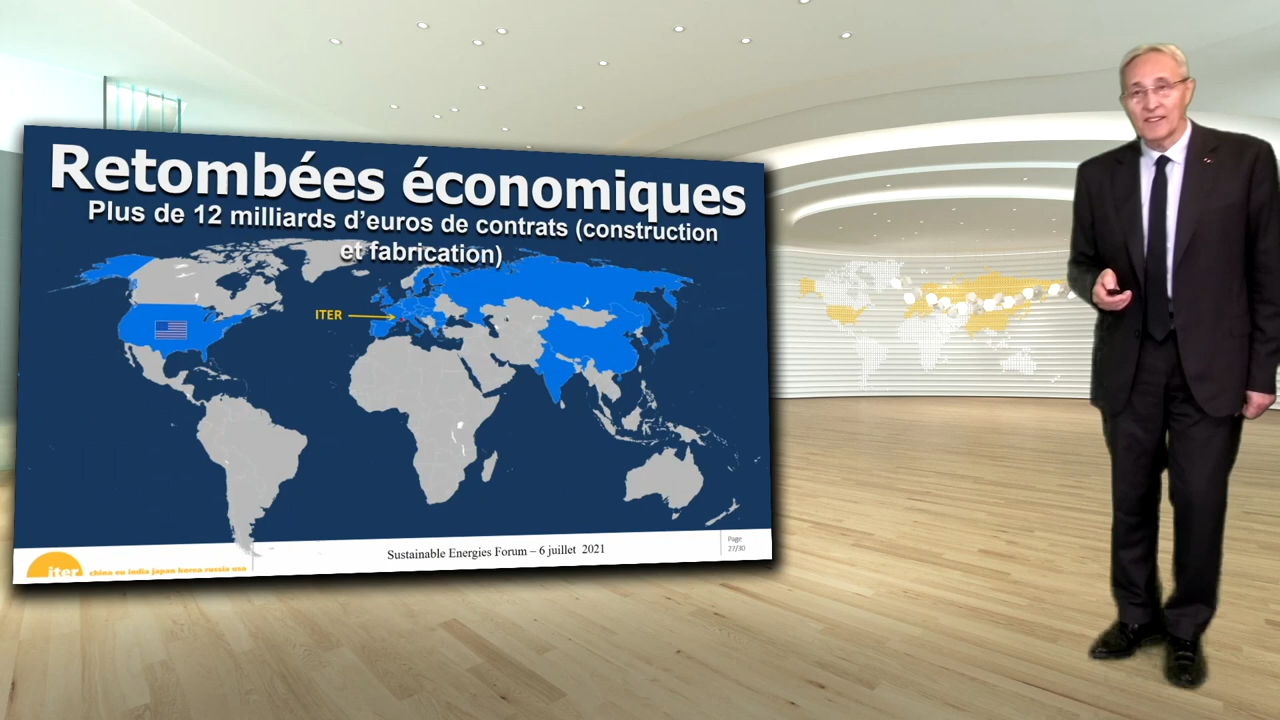 Retombées économiques
Plus de 12 milliards d'euros de contrats (construction
et fabrication)
ITER
Sustainable Energies Forum – 6 juillet 2021
Page
27/30
iter
china eu india japan korea russia usa